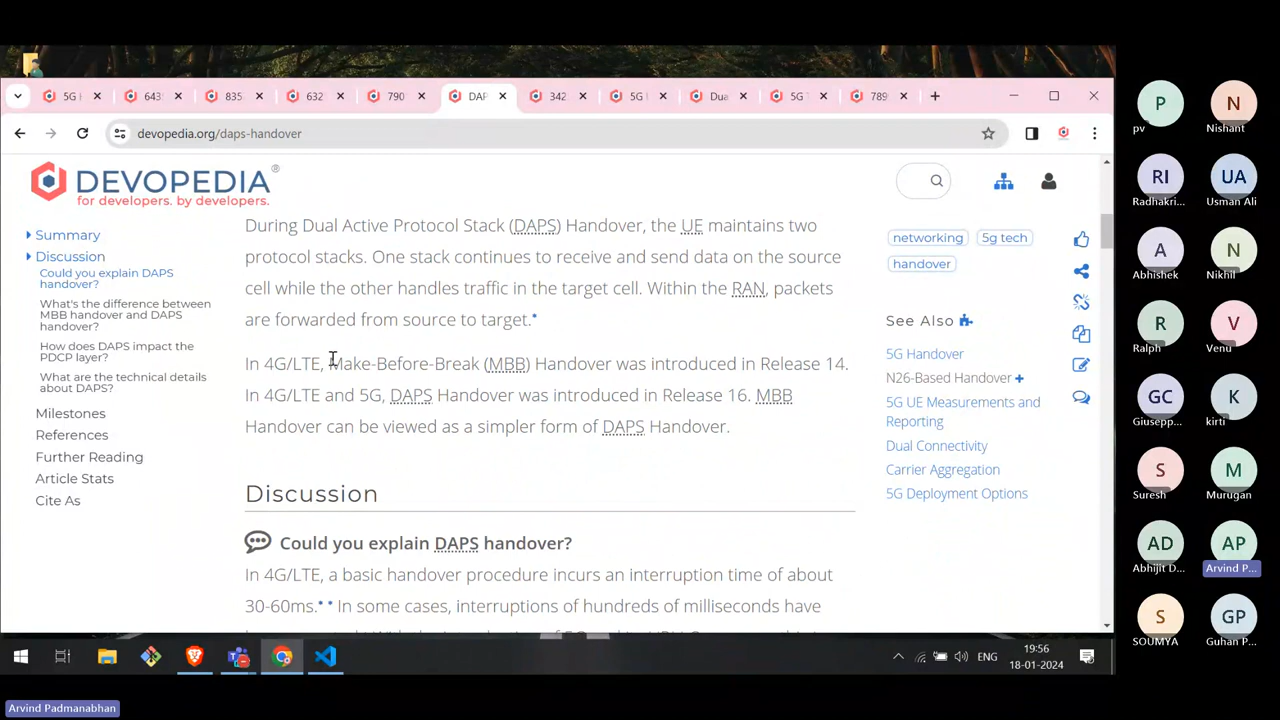 5G
643
835
632
790
DAP
342
5G
Dua
5G
789
devopedia.org/daps-handover
DEVOPEDIA ®
for developers. by developers.
Summary
Discussion
Could you explain DAPS
handover?
What's the difference between
MBB handover and DAPS
handover?
How does DAPS impact the
PDCP layer?
What are the technical details
about DAPS?
Milestones
References
Further Reading
Article Stats
Cite As
During Dual Active Protocol Stack (DAPS) Handover, the UE maintains two
protocol stacks. One stack continues to receive and send data on the source
cell while the other handles traffic in the target cell. Within the RAN, packets
are forwarded from source to target.
In 4G/LTE, Make-Before-Break (MBB) Handover was introduced in Release 14.
In 4G/LTE and 5G, DAPS Handover was introduced in Release 16. MBB
Handover can be viewed as a simpler form of DAPS Handover.
Discussion
Could you explain DAPS handover?
In 4G/LTE, a basic handover procedure incurs an interruption time of about
30-60ms. In some cases, interruptions of hundreds of milliseconds have
networking
5g tech
handover
See Also
5G Handover
N26-Based Handover +
5G UE Measurements and
Reporting
Dual Connectivity
Carrier Aggregation
5G Deployment Options
P
pv
N
Nishant
RI
Radhakri...
UA
Usman Ali
A
Abhishek
N
Nikhil
R
Ralph
V
Venu
GC
Giusepp...
K
kirti
S
Suresh
M
Murugan
AD
Abhijit D...
AP
Arvind P...
S
SOUMYA
GP
Guhan P...
ENG
19:56
18-01-2024
Arvind Padmanabhan